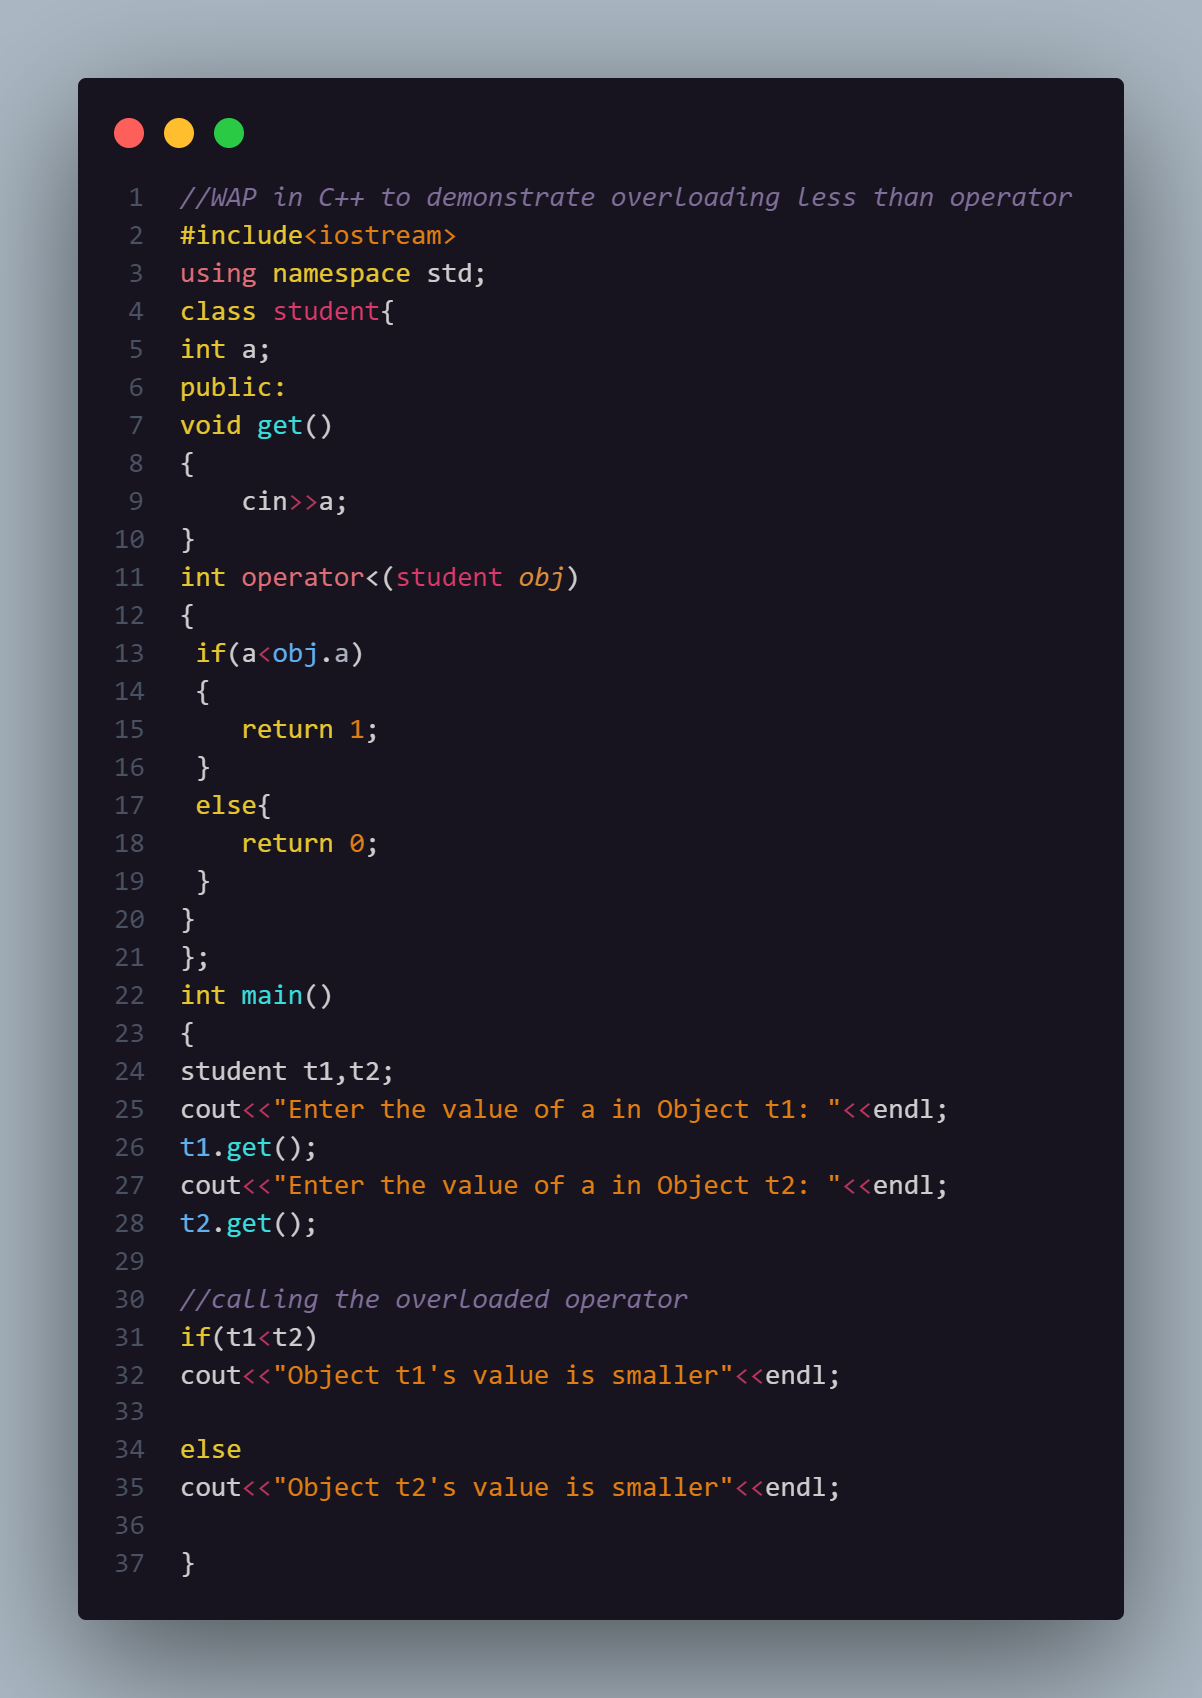 1 //WAP in C++ to demonstrate overloading less than operator
2 #include<iostream>
3 using namespace std;
4 class student{
5 int a;
6 public:
7 void get()
8 {
9     cin>>a;
10 }
11 int operator<(student obj)
12 {
13  if(a<obj.a)
14  {
15     return 1;
16  }
17  else{
18     return 0;
19  }
20 }
21 };
22 int main()
23 {
24 student t1,t2;
25 cout<<"Enter the value of a in Object t1: "<<endl;
26 t1.get();
27 cout<<"Enter the value of a in Object t2: "<<endl;
28 t2.get();
29
30 //calling the overloaded operator
31 if(t1<t2)
32 cout<<"Object t1's value is smaller"<<endl;
33
34 else
35 cout<<"Object t2's value is smaller"<<endl;
36
37 }